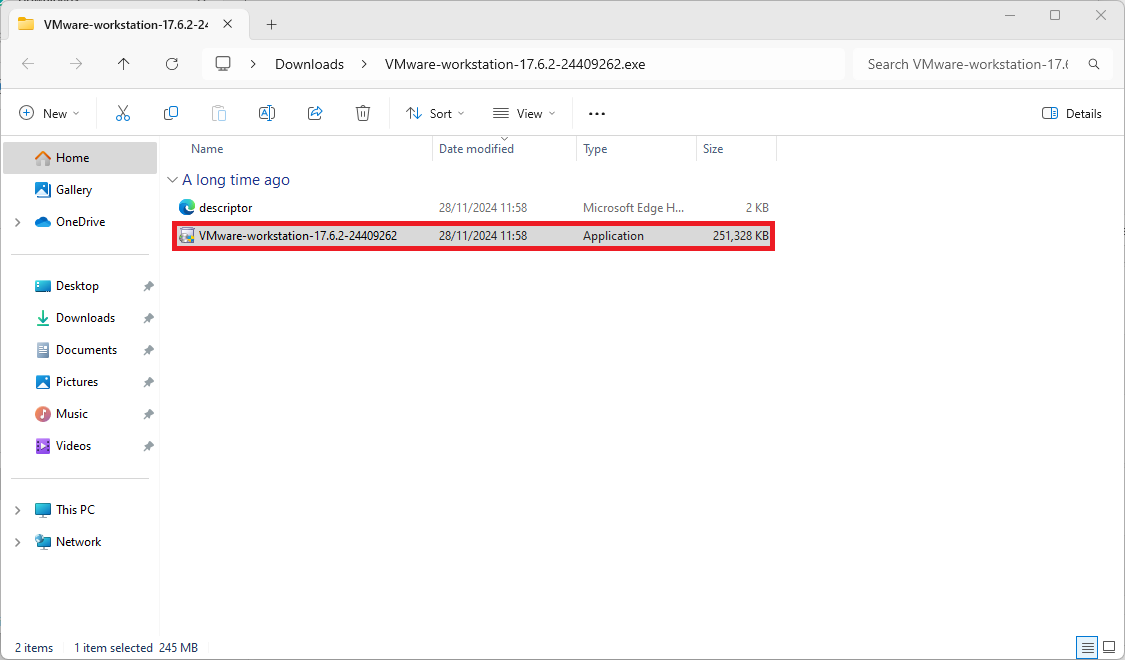 VMware-workstation-17.6.2-24
Downloads
VMware-workstation-17.6.2-24409262.exe
Search VMware-workstation-17.6
New
Sort
View
Details
Name
Date modified
Type
Size
Home
A long time ago
Gallery
descriptor
28/11/2024 11:58
Microsoft Edge H...
2 KB
OneDrive
VMware-workstation-17.6.2-24409262
28/11/2024 11:58
Application
251,328 KB
Desktop
Downloads
Documents
Pictures
Music
Videos
This PC
Network
2 items
1 item selected 245 MB